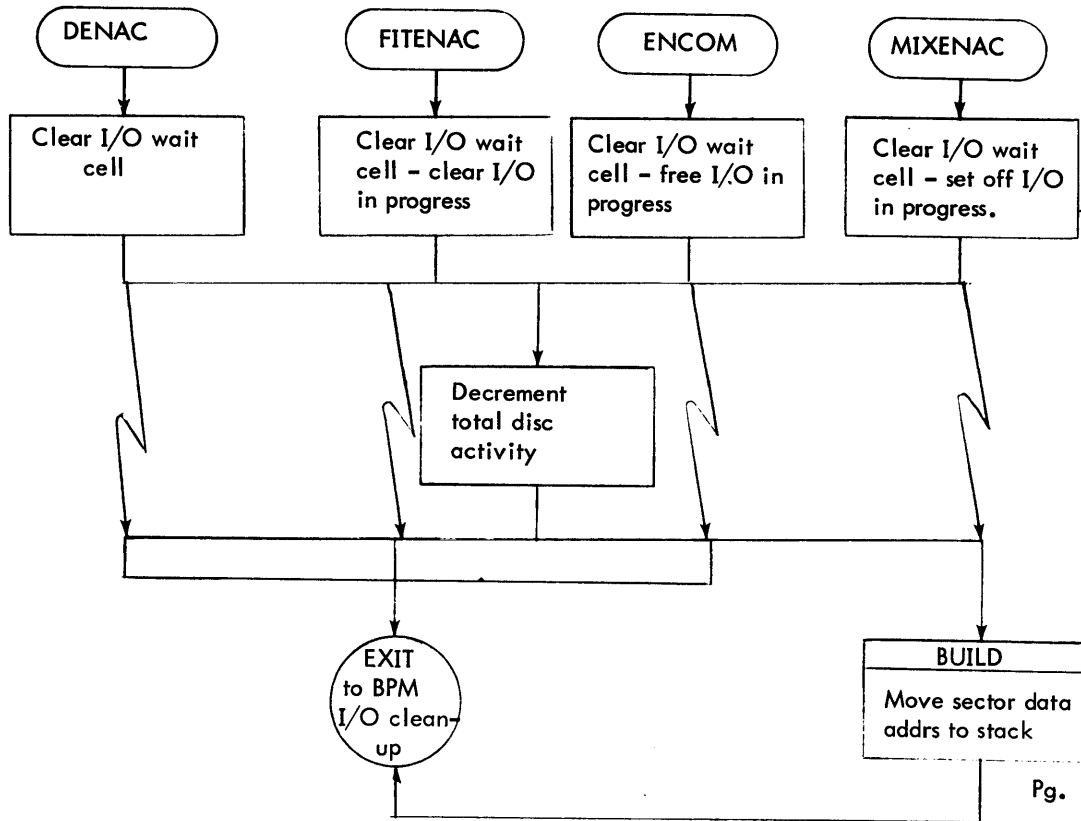 DENAC
FITENAC
ENCOM
MIXENAC
Clear I/O wait
cell
Clear I/O wait
cell – clear I/O
in progress
Clear I/O wait
cell – free I/O in
progress
Clear I/O wait
cell – set off I/O
in progress.
Decrement
total disc
activity
EXIT
to BPM
I/O clean-
up
BUILD
Move sector data
addrs to stack
Pg.